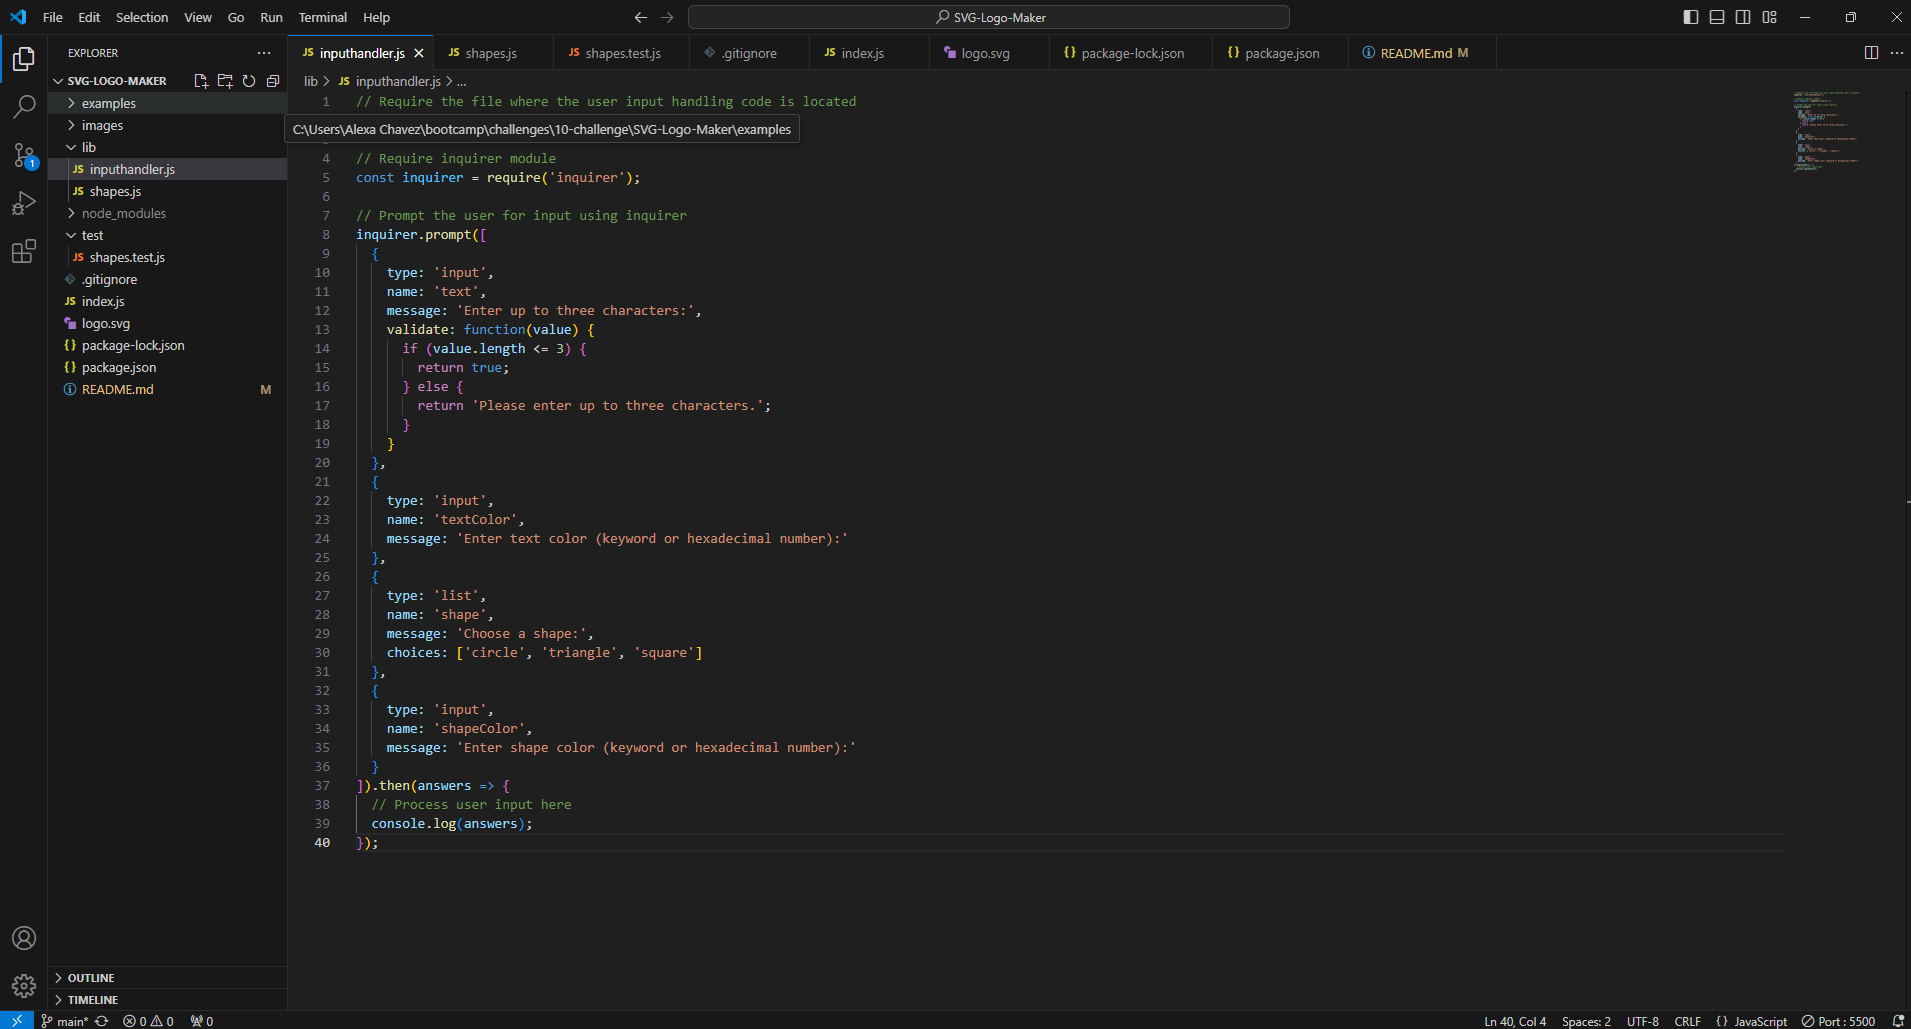 File Edit Selection View Go Run Terminal Help
SVG-Logo-Maker
EXPLORER
SVG-LOGO-MAKER
examples
images
lib
JS inputhandler.js
JS shapes.js
node_modules
test
JS shapes.test.js
.gitignore
JS index.js
logo.svg
{} package-lock.json
{} package.json
README.md M
OUTLINE
TIMELINE
1
JS inputhandler.js JS shapes.js JS shapes.test.js .gitignore JS index.js logo.svg {} package-lock.json {} package.json README.md M
lib > JS inputhandler.js > ...
1 // Require the file where the user input handling code is located
C:\Users\Alexa Chavez\bootcamp\challenges\10-challenge\SVG-Logo-Maker\examples
4 // Require inquirer module
5 const inquirer = require('inquirer');
6
7 // Prompt the user for input using inquirer
8 inquirer.prompt([
9 {
10 type: 'input',
11 name: 'text',
12 message: 'Enter up to three characters:',
13 validate: function(value) {
14 if (value.length <= 3) {
15 return true;
16 } else {
17 return 'Please enter up to three characters.';
18 }
19 }
20 },
21 {
22 type: 'input',
23 name: 'textColor',
24 message: 'Enter text color (keyword or hexadecimal number):'
25 },
26 {
27 type: 'list',
28 name: 'shape',
29 message: 'Choose a shape:',
30 choices: ['circle', 'triangle', 'square']
31 },
32 {
33 type: 'input',
34 name: 'shapeColor',
35 message: 'Enter shape color (keyword or hexadecimal number):'
36 }
37 ]).then(answers => {
38 // Process user input here
39 console.log(answers);
40 });
main* 0 0 0 Ln 40, Col 4 Spaces: 2 UTF-8 CRLF {} JavaScript Port : 5500